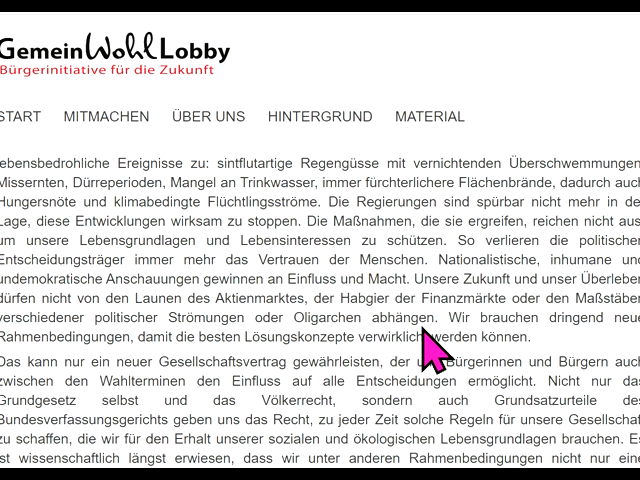 GemeinWohlLobby
Bürgerinitiative für die Zukunft
START MITMACHEN ÜBER UNS HINTERGRUND MATERIAL
lebensbedrohliche Ereignisse zu: sintflutartige Regengüsse mit vernichtenden Überschwemmungen,
Missernten, Dürreperioden, Mangel an Trinkwasser, immer fürchterlichere Flächenbrände, dadurch auch
Hungersnöte und klimabedingte Flüchtlingsströme. Die Regierungen sind spürbar nicht mehr in der
Lage, diese Entwicklungen wirksam zu stoppen. Die Maßnahmen, die sie ergreifen, reichen nicht aus,
um unsere Lebensgrundlagen und Lebensinteressen zu schützen. So verlieren die politischen
Entscheidungsträger immer mehr das Vertrauen der Menschen. Nationalistische, inhumane und
undemokratische Anschauungen gewinnen an Einfluss und Macht. Unsere Zukunft und unser Überleben
dürfen nicht von den Launen des Aktienmarktes, der Habgier der Finanzmärkte oder den Maßstäben
verschiedener politischer Strömungen oder Oligarchen abhängen. Wir brauchen dringend neue
Rahmenbedingungen, damit die besten Lösungskonzepte verwirklicht werden können.
Das kann nur ein neuer Gesellschaftsvertrag gewährleisten, der uns Bürgerinnen und Bürgern auch
zwischen den Wahlterminen den Einfluss auf alle Entscheidungen ermöglicht. Nicht nur das
Grundgesetz selbst und das Völkerrecht, sondern auch Grundsatzurteile des
Bundesverfassungsgerichts geben uns das Recht, zu jeder Zeit solche Regeln für unsere Gesellschaft
zu schaffen, die wir für den Erhalt unserer sozialen und ökologischen Lebensgrundlagen brauchen. Es
ist wissenschaftlich längst erwiesen, dass wir unter anderen Rahmenbedingungen nicht nur eine